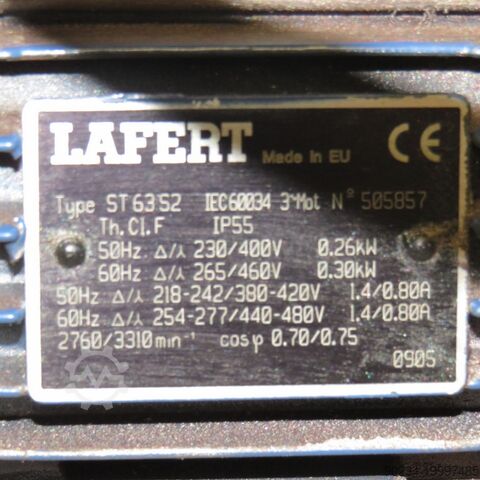 LAFERT Made in EU CE
Type ST 63 S2 IEC60034 3~Mot N° 505857
Th.Cl.F IP55
50Hz Δ/⅄ 230/400V 0.26kW
60Hz Δ/⅄ 265/460V 0.30kW
50Hz Δ/⅄ 218-242/380-420V 1.4/0.80A
60Hz Δ/⅄ 254-277/440-480V 1.4/0.80A
2760/3310min⁻¹ cosφ 0.70/0.75
0905